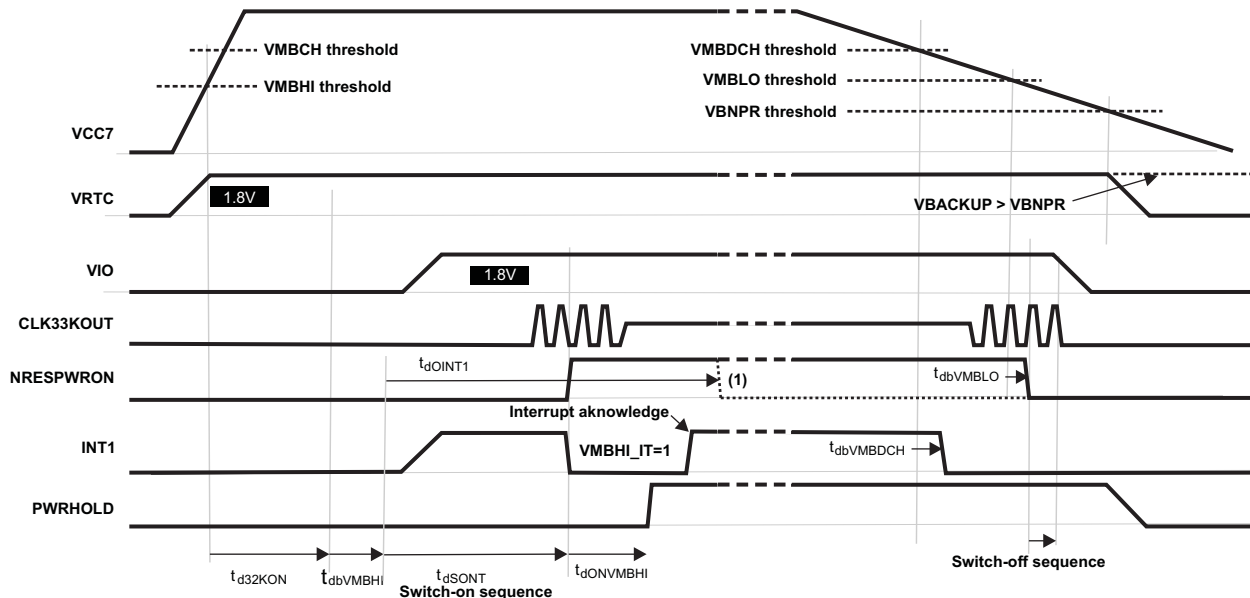 VMBCH threshold
VMBHI threshold
VMBDCH threshold
VMBLO threshold
VBNPR threshold
VCC7
VRTC
1.8V
VBACKUP > VBNPR
VIO
1.8V
CLK33KOUT
NRESPWRON
tdOINT1
(1)
tdbVMBLO
Interrupt aknowledge
INT1
VMBHI_IT=1
tdbVMBDCH
PWRHOLD
td32KON
tdbVMBHI
tdSONT
tdONVMBHI
Switch-on sequence
Switch-off sequence